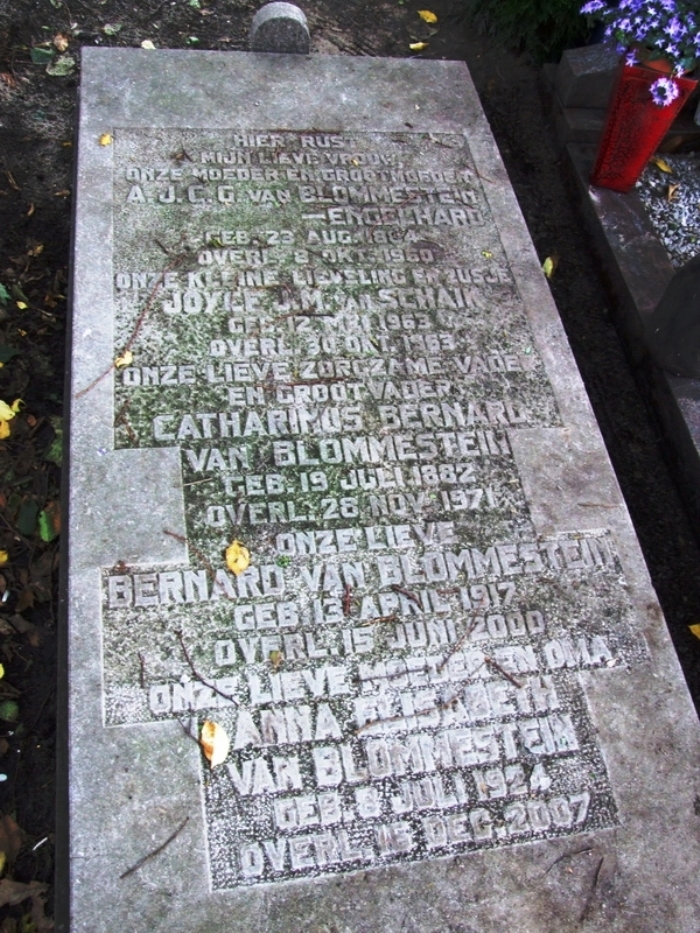 HIER RUST
MIJN LIEVE VROUW,
ONZE MOEDER EN GROOTMOEDER
A.J.C.G. VAN BLOMMESTEIN
—ENGELHARD
GEB. 23 AUG. 1884
OVERL. 8 OKT. 1960
ONZE KLEINE LIEVELING EN ZUSJE
J.M. VAN SCHAIK
GEB. 12 MEI 1963
OVERL. 30 OKT. 1963
ONZE LIEVE ZORGZAME VADER
EN GROOTVADER
CATHARINUS BERNARD
VAN BLOMMESTEIN
GEB. 19 JULI 1882
OVERL. 28 NOV. 1971
ONZE LIEVE
BERNARD VAN BLOMMESTEIN
GEB. 13 APRIL 1917
OVERL. 15 JUNI 2000
ONZE LIEVE MOEDER EN OMA
ANNA ELISABETH
VAN BLOMMESTEIN
GEB. 8 JULI 1924
OVERL. DEC. 2007